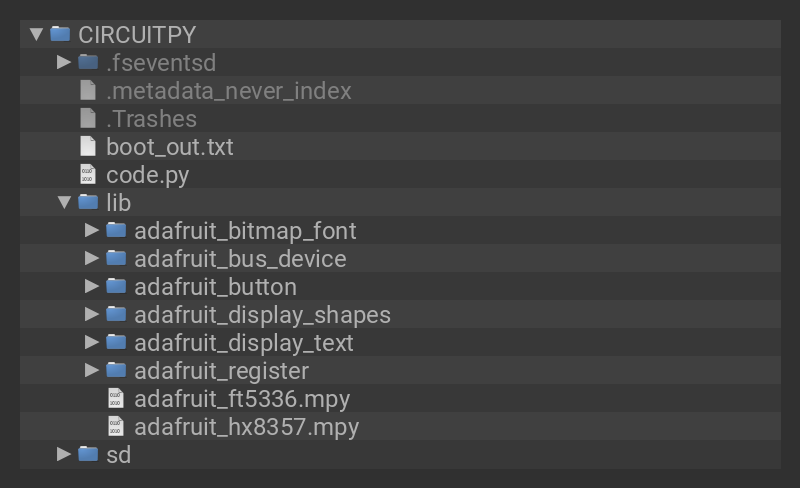 CIRCUITPY
.fseventsd
.metadata_never_index
.Trashes
boot_out.txt
code.py
lib
adafruit_bitmap_font
adafruit_bus_device
adafruit_button
adafruit_display_shapes
adafruit_display_text
adafruit_register
adafruit_ft5336.mpy
adafruit_hx8357.mpy
sd